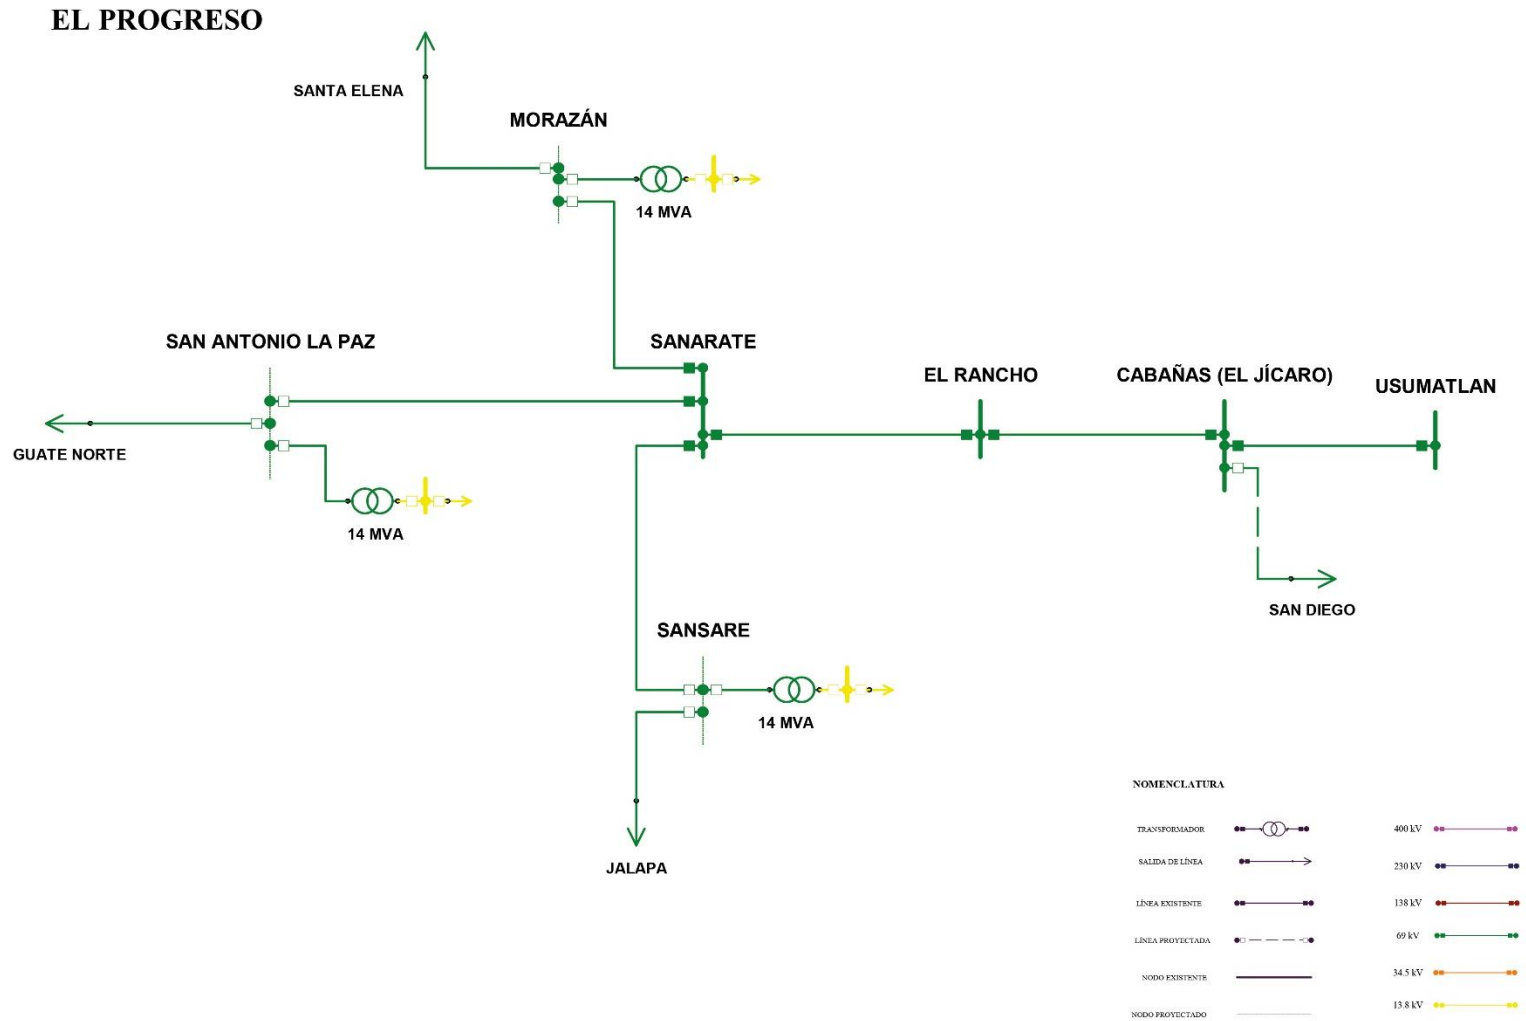 EL PROGRESO
SANTA ELENA
MORAZÁN
14 MVA
SAN ANTONIO LA PAZ
SANARATE
EL RANCHO
CABAÑAS (EL JÍCARO)
USUMATLAN
GUATE NORTE
14 MVA
SAN DIEGO
SANSARE
14 MVA
JALAPA
NOMENCLATURA
TRANSFORMADOR
400 kV
SALIDA DE LÍNEA
230 kV
LÍNEA EXISTENTE
138 kV
LÍNEA PROYECTADA
69 kV
NODO EXISTENTE
34.5 kV
NODO PROYECTADO
13.8 kV